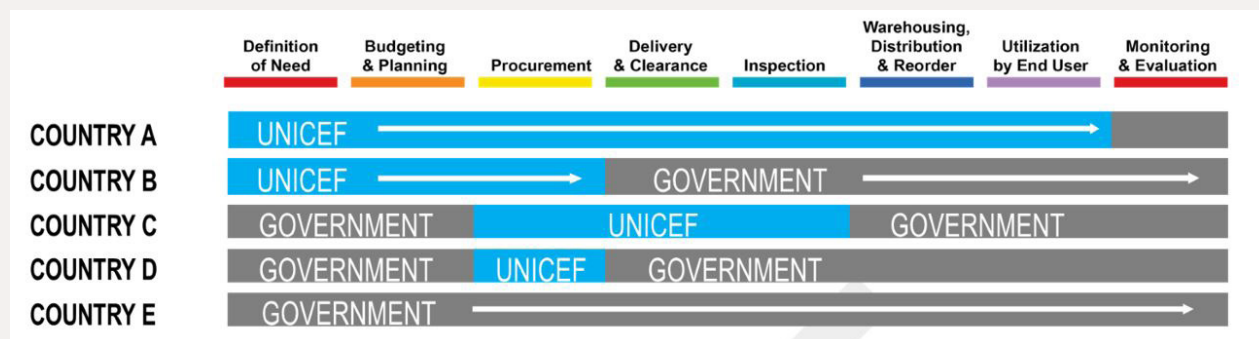 Definition
of Need
Budgeting
& Planning
Procurement
Delivery
& Clearance
Inspection
Warehousing,
Distribution
& Reorder
Utilization
by End User
Monitoring
& Evaluation
COUNTRY A
UNICEF
COUNTRY B
UNICEF
GOVERNMENT
COUNTRY C
GOVERNMENT
UNICEF
GOVERNMENT
COUNTRY D
GOVERNMENT
UNICEF
GOVERNMENT
COUNTRY E
GOVERNMENT